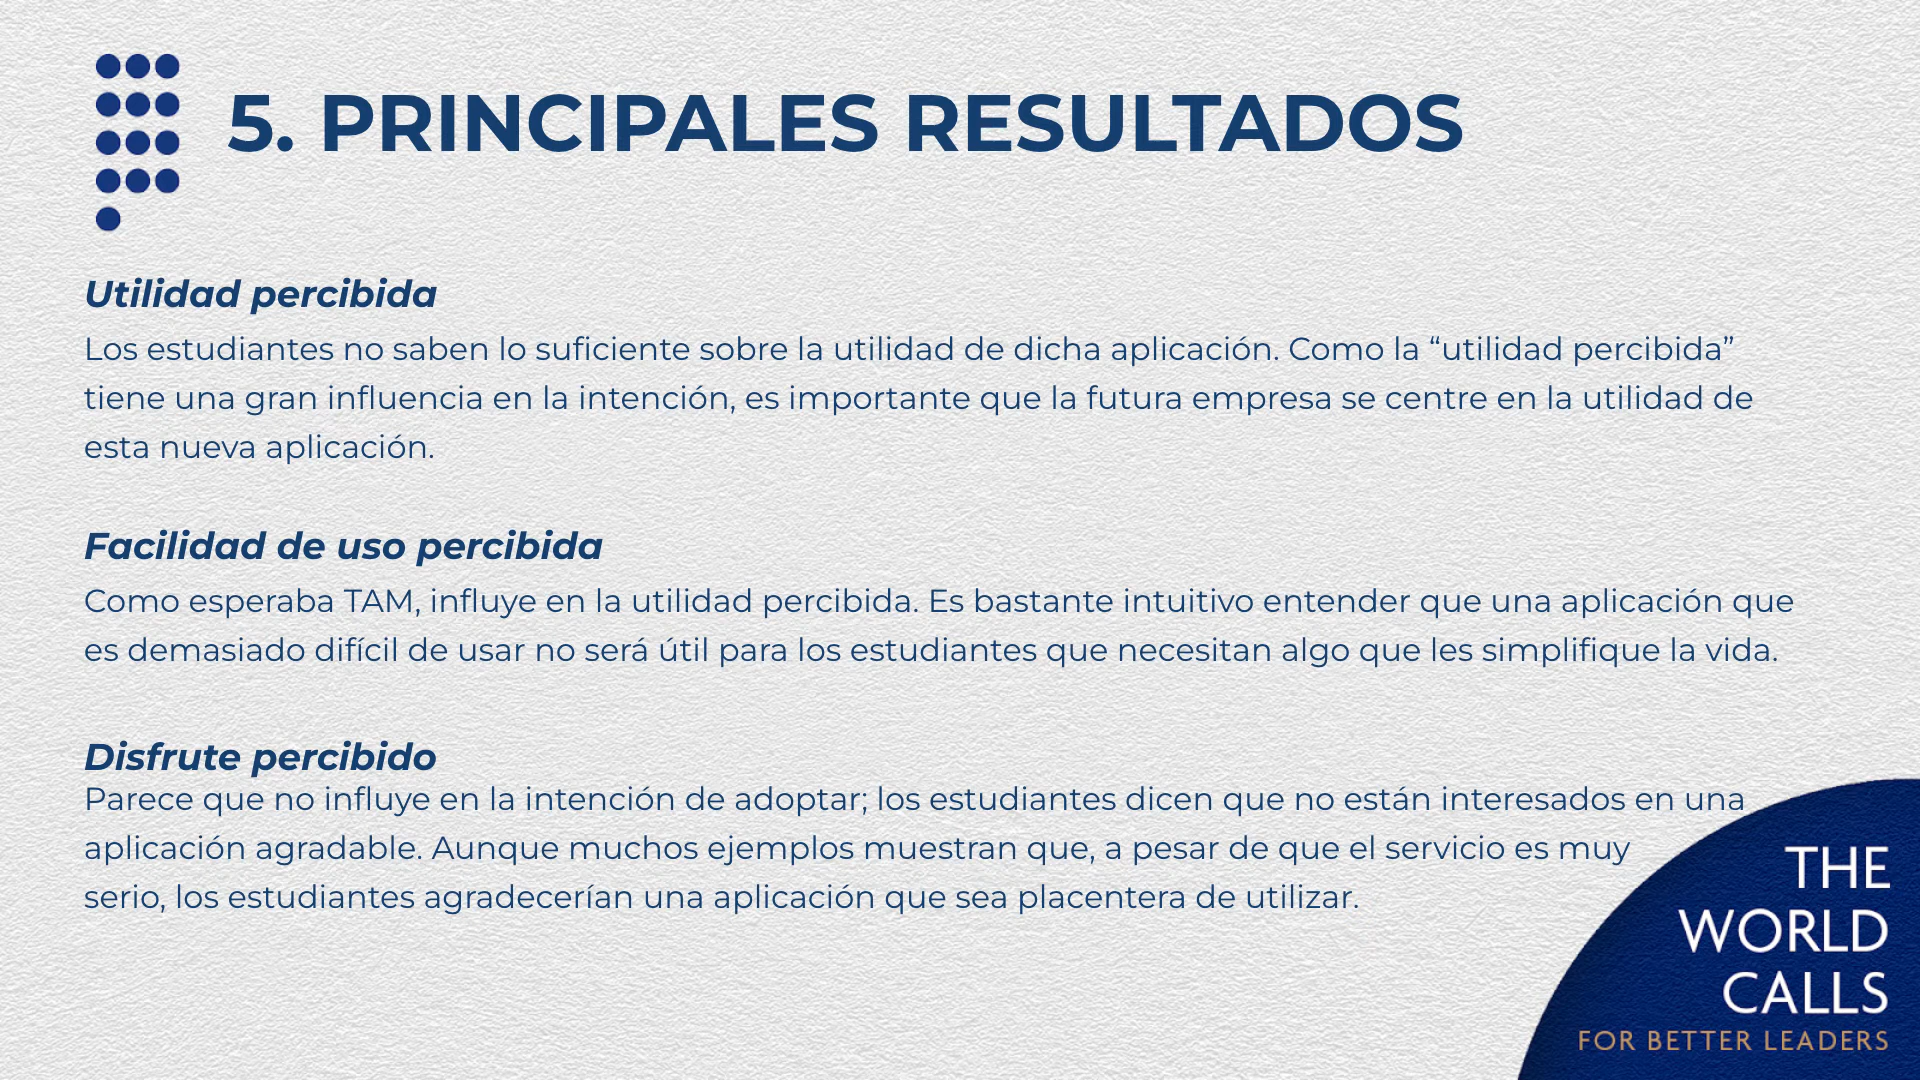 5. PRINCIPALES RESULTADOS
Utilidad percibida
Los estudiantes no saben lo suficiente sobre la utilidad de dicha aplicación. Como la “utilidad percibida”
tiene una gran influencia en la intención, es importante que la futura empresa se centre en la utilidad de
esta nueva aplicación.
Facilidad de uso percibida
Como esperaba TAM, influye en la utilidad percibida. Es bastante intuitivo entender que una aplicación que
es demasiado difícil de usar no será útil para los estudiantes que necesitan algo que les simplifique la vida.
Disfrute percibido
Parece que no influye en la intención de adoptar; los estudiantes dicen que no están interesados en una
aplicación agradable. Aunque muchos ejemplos muestran que, a pesar de que el servicio es muy
serio, los estudiantes agradecerían una aplicación que sea placentera de utilizar.
THE
WORLD
CALLS
FOR BETTER LEADERS